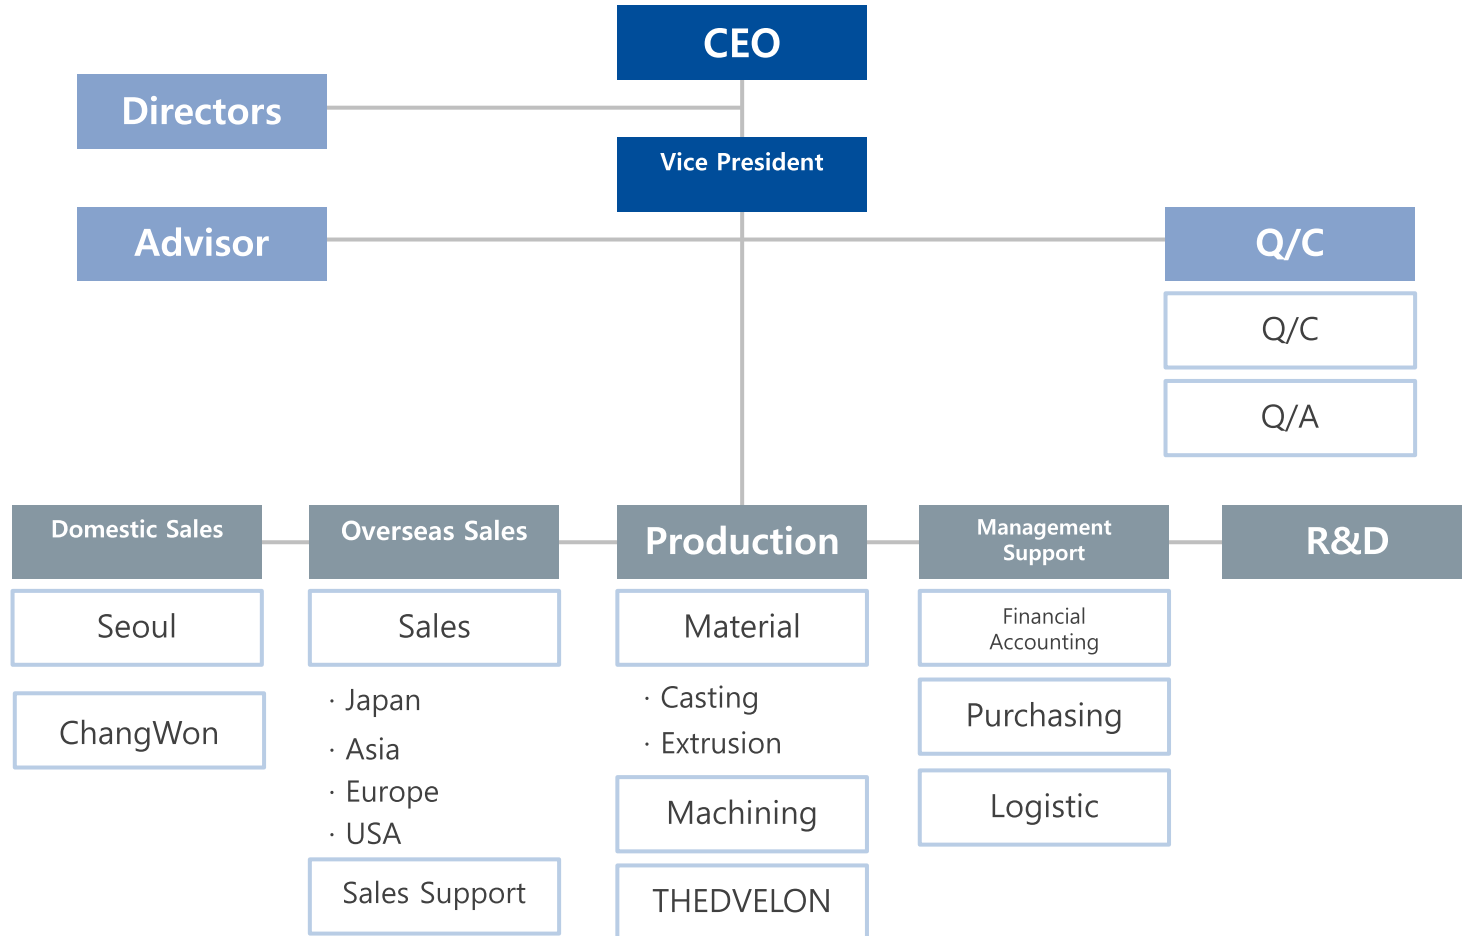 CEO
Directors
Vice President
Advisor
Q/C
Q/C
Q/A
Domestic Sales
Seoul
ChangWon
Overseas Sales
Sales
· Japan
· Asia
· Europe
· USA
Sales Support
Production
Material
· Casting
· Extrusion
Machining
THEDVELON
Management
Support
Financial
Accounting
Purchasing
Logistic
R&D